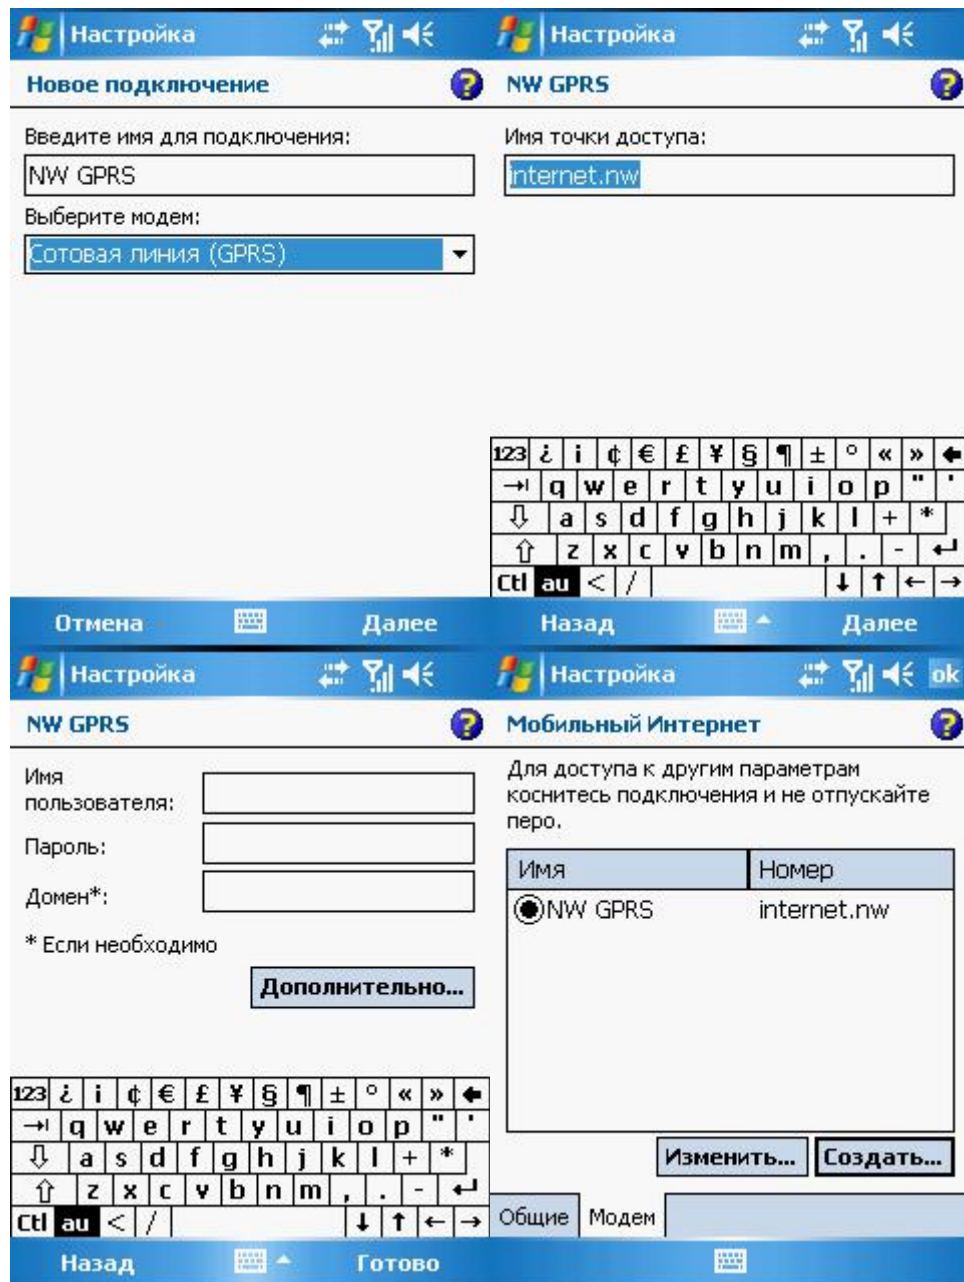 Настройка
Новое подключение
Введите имя для подключения:
NW GPRS
Выберите модем:
Сотовая линия (GPRS)
Отмена Далее
Настройка
NW GPRS
Имя точки доступа:
internet.nw
123 ¿ ¡ ¢ € £ ¥ § ¶ ± ° « »
q w e r t y u i o p " '
a s d f g h j k l + *
z x c v b n m , . -
Ctl au < / ↓ ↑ ← →
Назад Далее
Настройка
NW GPRS
Имя
пользователя:
Пароль:
Домен*:
* Если необходимо
Дополнительно...
123 ¿ ¡ ¢ € £ ¥ § ¶ ± ° « »
q w e r t y u i o p " '
a s d f g h j k l + *
z x c v b n m , . -
Ctl au < / ↓ ↑ ← →
Назад Готово
Настройка ok
Мобильный Интернет
Для доступа к другим параметрам
коснитесь подключения и не отпускайте
перо.
Имя Номер
NW GPRS internet.nw
Изменить... Создать...
Общие Модем